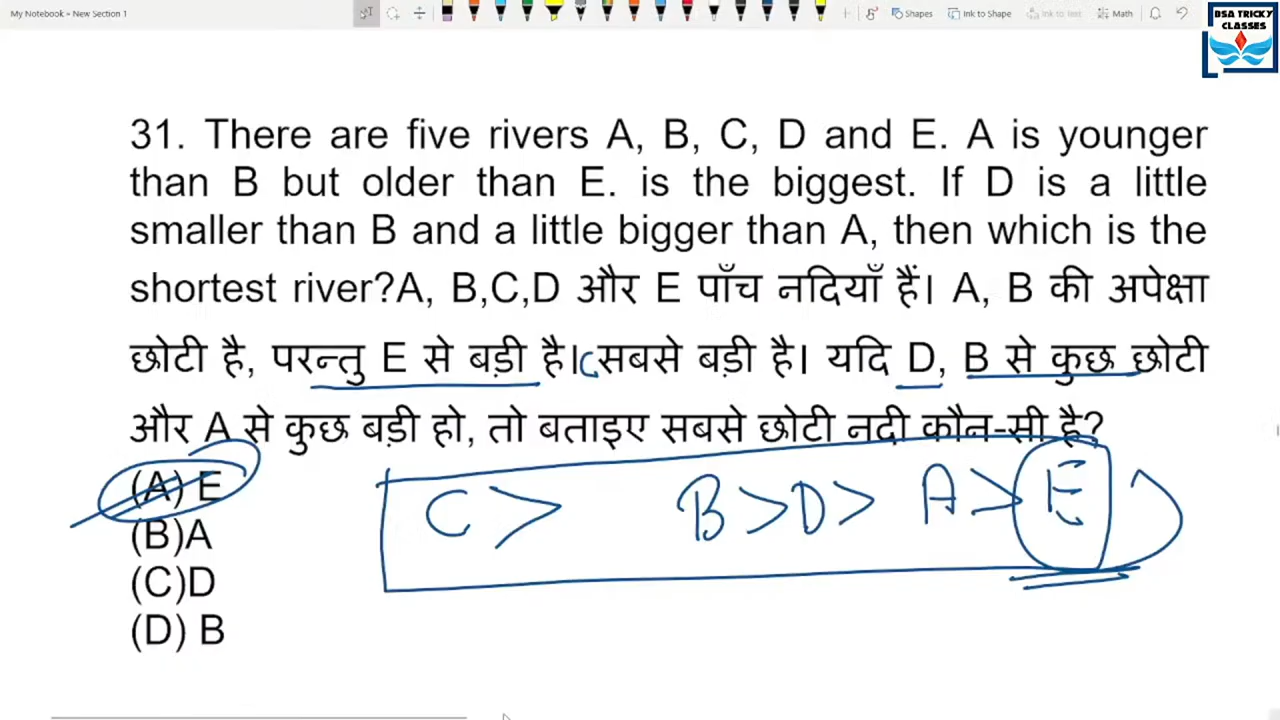 My Notebook » New Section 1
Shapes Ink to Shape Ink to Text Math
BSA TRICKY
CLASSES
31. There are five rivers A, B, C, D and E. A is younger
than B but older than E. is the biggest. If D is a little
smaller than B and a little bigger than A, then which is the
shortest river?A, B,C,D और E पाँच नदियाँ हैं। A, B की अपेक्षा
छोटी है, परन्तु E से बड़ी है। C सबसे बड़ी है। यदि D, B से कुछ छोटी
और A से कुछ बड़ी हो, तो बताइए सबसे छोटी नदी कौन-सी है?
(A) E
C > B > D > A > E
(B)A
(C)D
(D) B